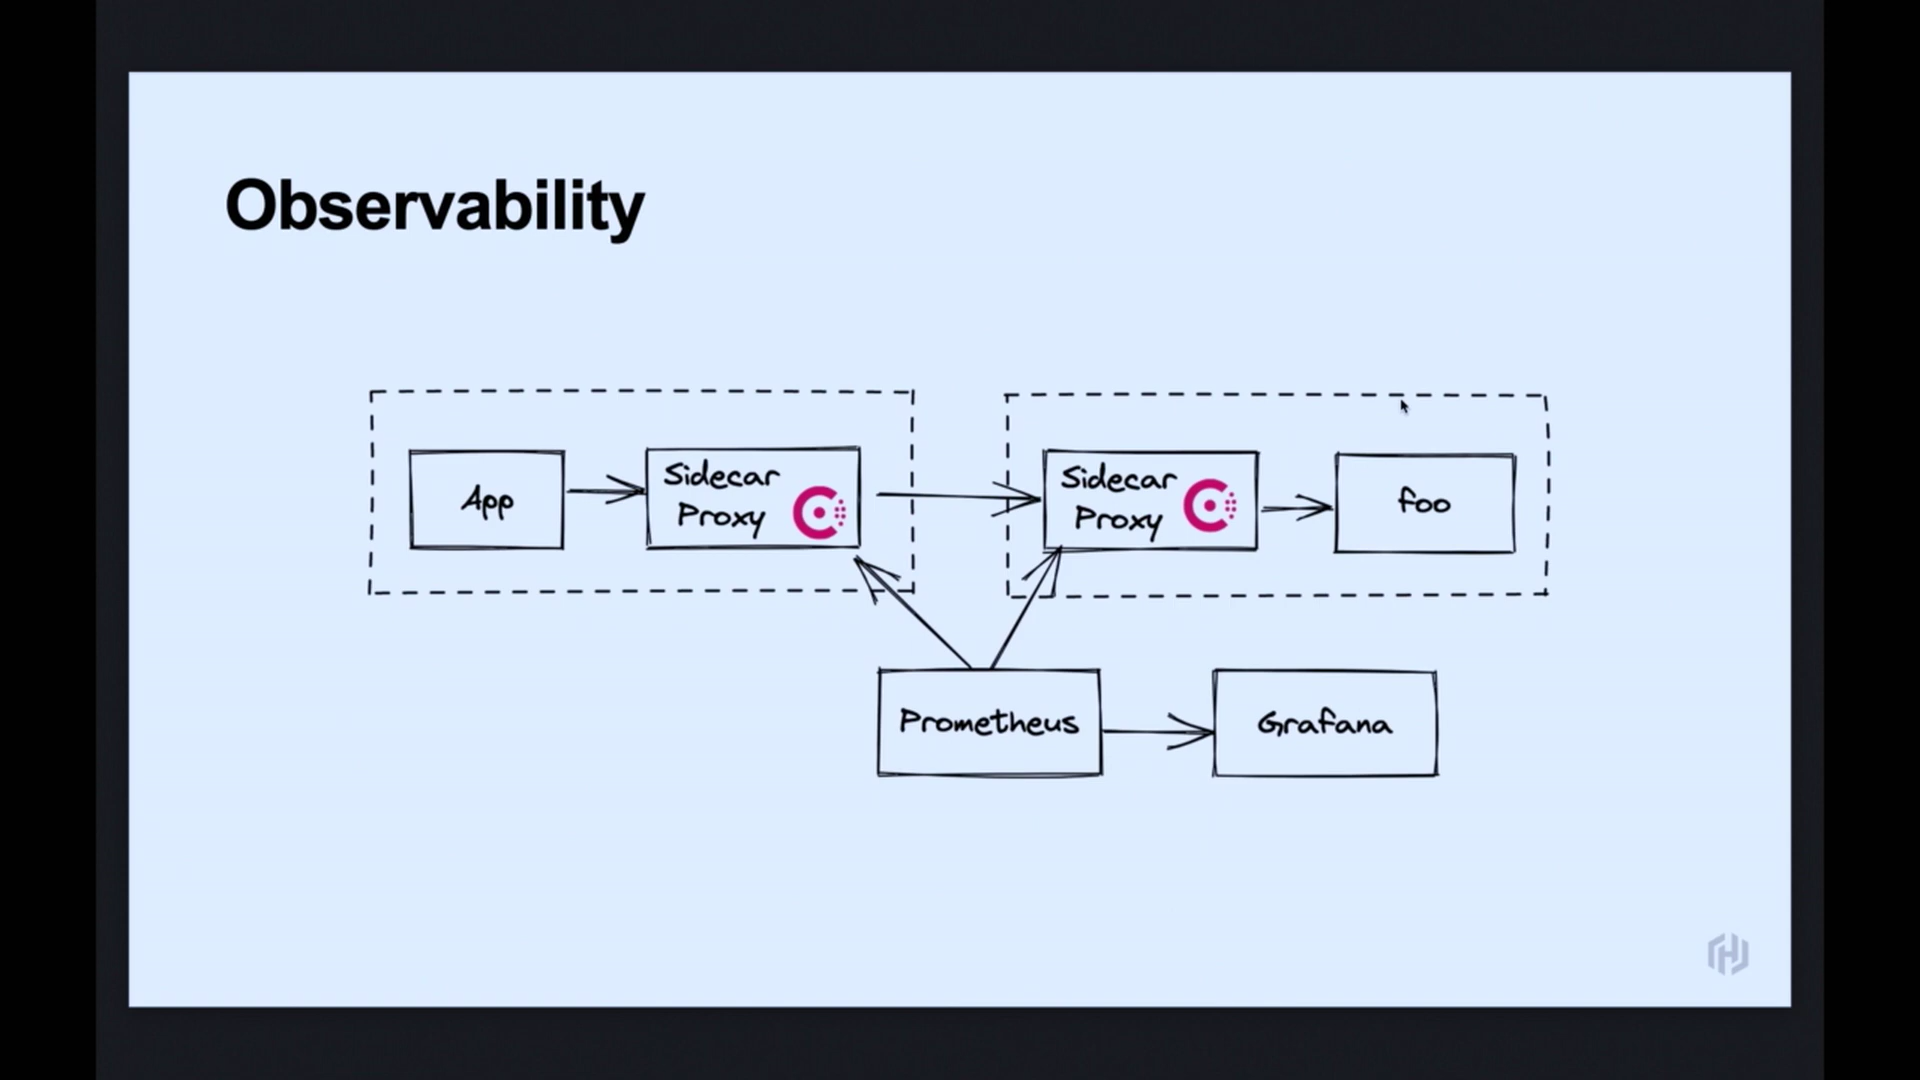 Observability
App
Sidecar
Proxy
Sidecar
Proxy
foo
Prometheus
Grafana